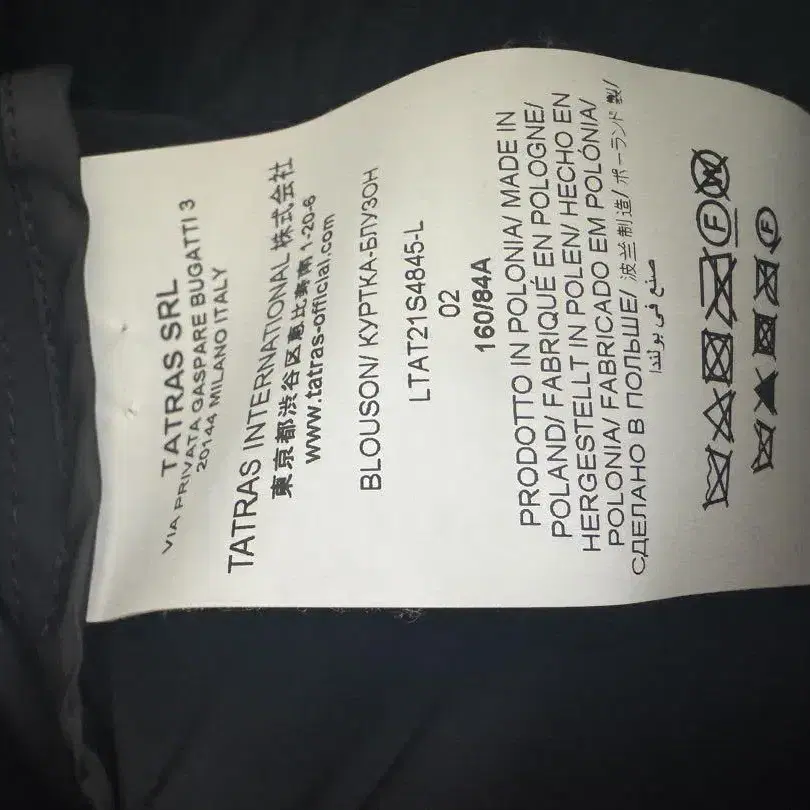 TATRAS SRL
VIA PRIVATA GASPARE BUGATTI 3
20144 MILANO ITALY
TATRAS INTERNATIONAL 株式会社
東京都渋谷区恵比寿南 1-20-6
www.tatras-official.com
BLOUSON/ КУРТКА-БЛУЗОН
LTAT21S4845-L
02
160/84A
PRODOTTO IN POLONIA/ MADE IN
POLAND/ FABRIQUÉ EN POLOGNE/
HERGESTELLT IN POLEN/ HECHO EN
POLONIA/ FABRICADO EM POLÓNIA/
СДЕЛАНО В ПОЛЬШЕ/ 波兰制造/ ポーランド製/
صنع في بولندا
F W
F